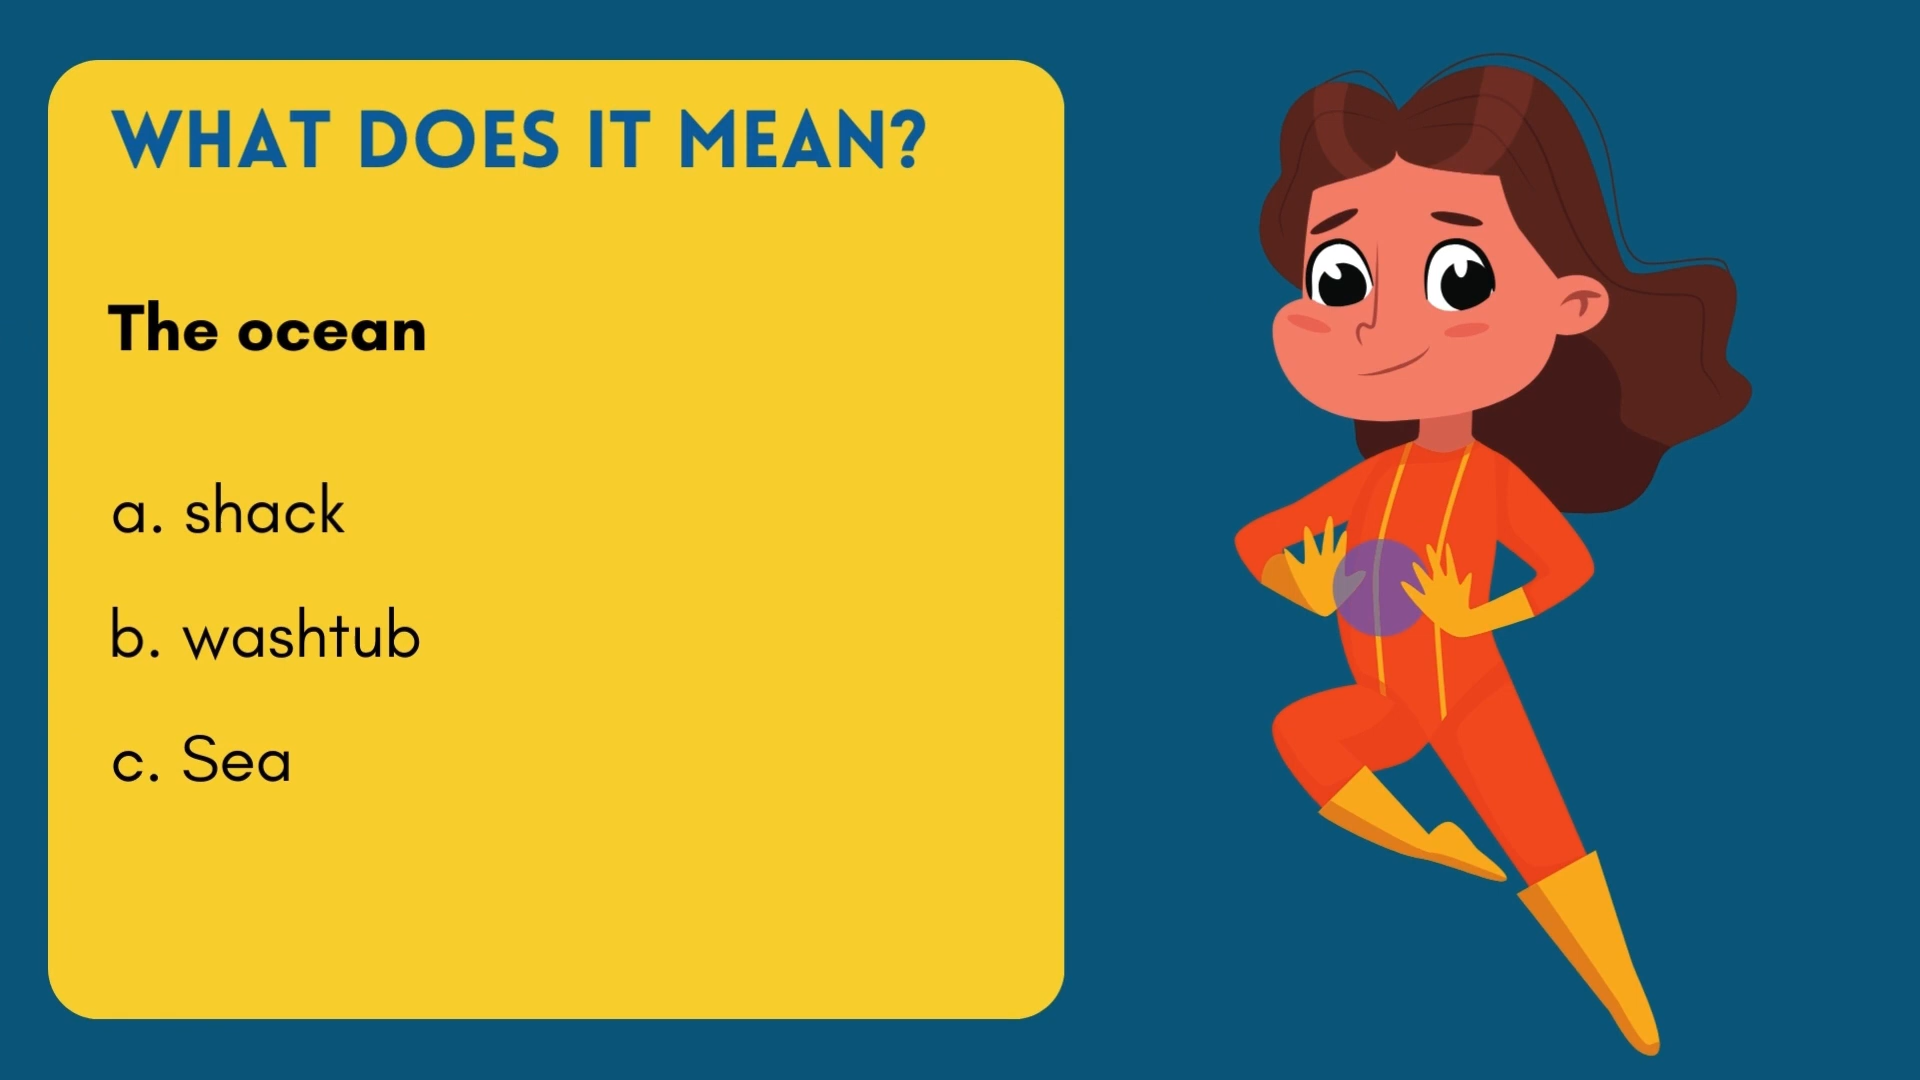 WHAT DOES IT MEAN?
The ocean
a. shack
b. washtub
c. Sea